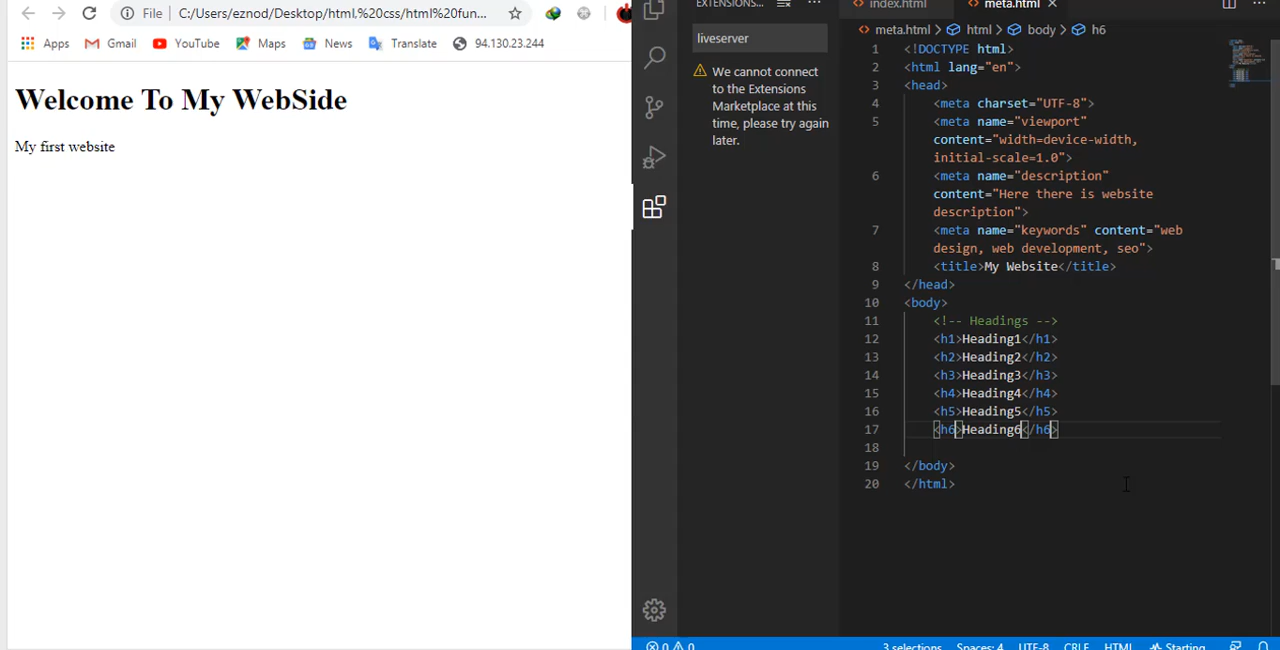 File C:/Users/eznod/Desktop/html.%20css/html%20fun...
Apps Gmail YouTube Maps News Translate 94.130.23.244
Welcome To My WebSide
My first website
EXTENSIONS... ...
liveserver
We cannot connect
to the Extensions
Marketplace at this
time, please try again
later.
index.html meta.html
meta.html > html > body > h6
1 <!DOCTYPE html>
2 <html lang="en">
3 <head>
4 <meta charset="UTF-8">
5 <meta name="viewport"
content="width=device-width,
initial-scale=1.0">
6 <meta name="description"
content="Here there is website
description">
7 <meta name="keywords" content="web
design, web development, seo">
8 <title>My Website</title>
9 </head>
10 <body>
11 <!-- Headings -->
12 <h1>Heading1</h1>
13 <h2>Heading2</h2>
14 <h3>Heading3</h3>
15 <h4>Heading4</h4>
16 <h5>Heading5</h5>
17 <h6>Heading6</h6>
18
19 </body>
20 </html>
0 0 3 selections Spaces: 4 UTF-8 CRLF HTML Starting